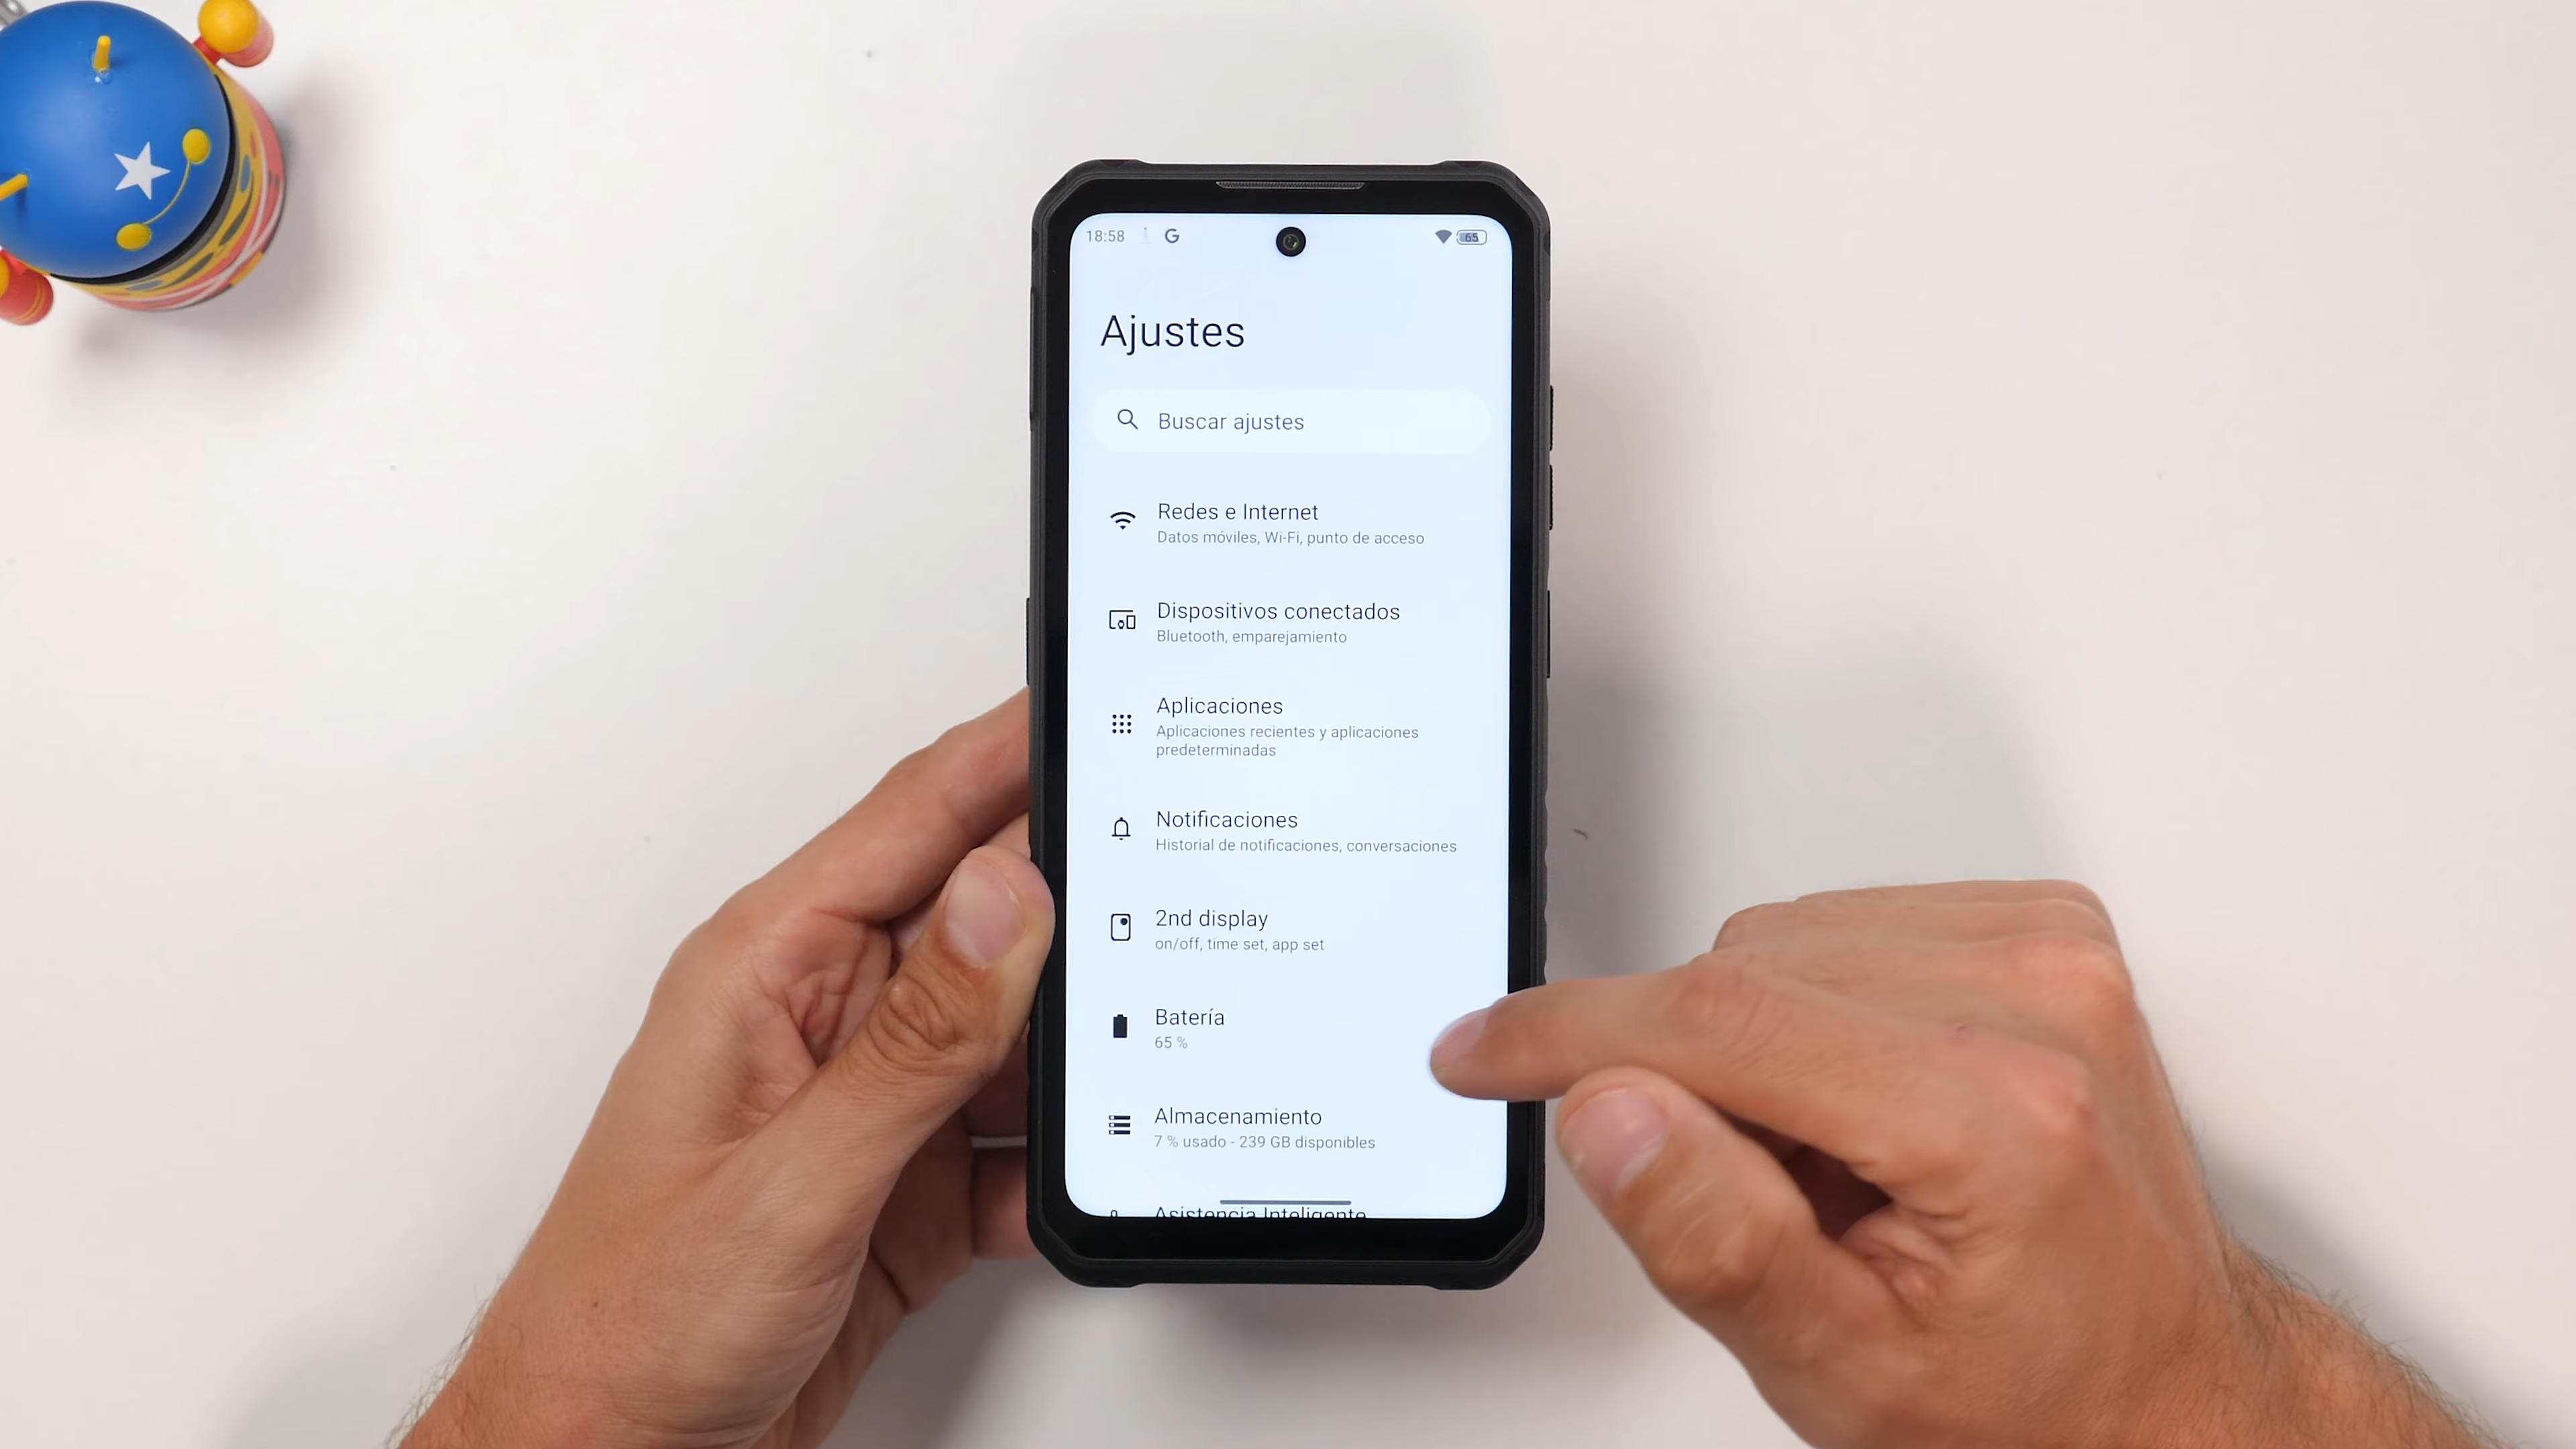 18:58 G 65
Ajustes
Buscar ajustes
Redes e Internet
Datos móviles, Wi-Fi, punto de acceso
Dispositivos conectados
Bluetooth, emparejamiento
Aplicaciones
Aplicaciones recientes y aplicaciones
predeterminadas
Notificaciones
Historial de notificaciones, conversaciones
2nd display
on/off, time set, app set
Batería
65 %
Almacenamiento
7 % usado - 239 GB disponibles
Asistencia Inteligente